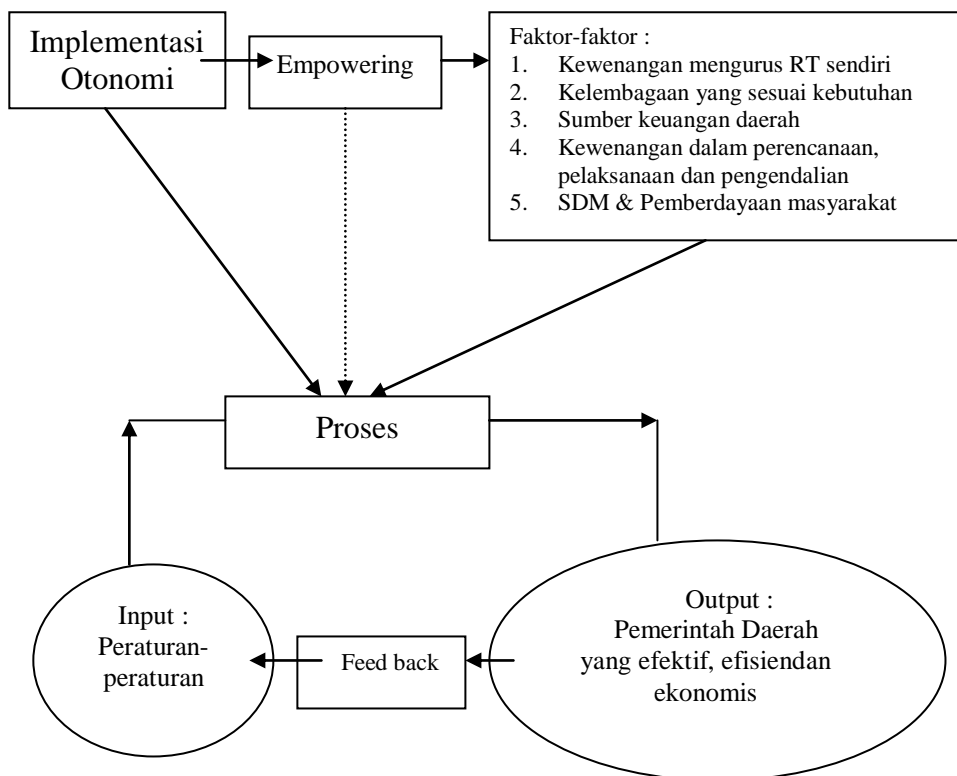 Implementasi
Otonomi
Empowering
Faktor-faktor :
1. Kewenangan mengurus RT sendiri
2. Kelembagaan yang sesuai kebutuhan
3. Sumber keuangan daerah
4. Kewenangan dalam perencanaan,
pelaksanaan dan pengendalian
5. SDM & Pemberdayaan masyarakat
Proses
Input :
Peraturan-
peraturan
Feed back
Output :
Pemerintah Daerah
yang efektif, efisiendan
ekonomis